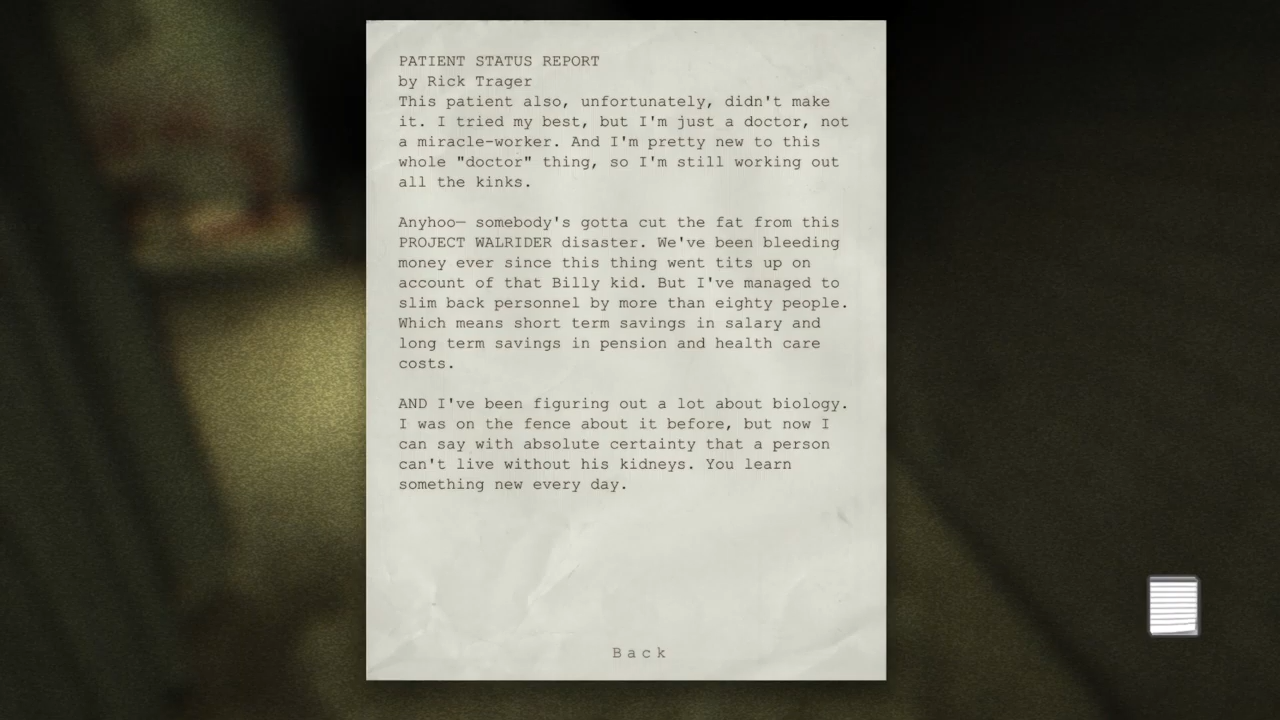 PATIENT STATUS REPORT
by Rick Trager
This patient also, unfortunately, didn't make
it. I tried my best, but I'm just a doctor, not
a miracle-worker. And I'm pretty new to this
whole "doctor" thing, so I'm still working out
all the kinks.
Anyhoo— somebody's gotta cut the fat from this
PROJECT WALRIDER disaster. We've been bleeding
money ever since this thing went tits up on
account of that Billy kid. But I've managed to
slim back personnel by more than eighty people.
Which means short term savings in salary and
long term savings in pension and health care
costs.
AND I've been figuring out a lot about biology.
I was on the fence about it before, but now I
can say with absolute certainty that a person
can't live without his kidneys. You learn
something new every day.
Back